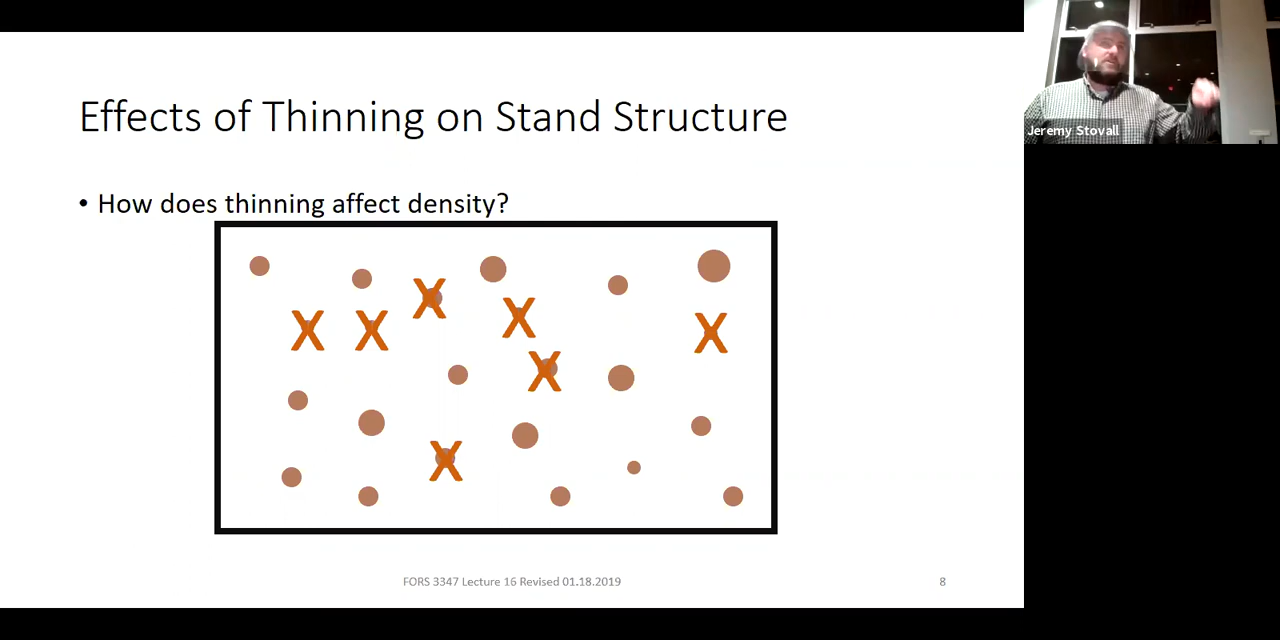 Effects of Thinning on Stand Structure
• How does thinning affect density?
X
X
X
X
X
X
X
FORS 3347 Lecture 16 Revised 01.18.2019
8
Jeremy Stovall